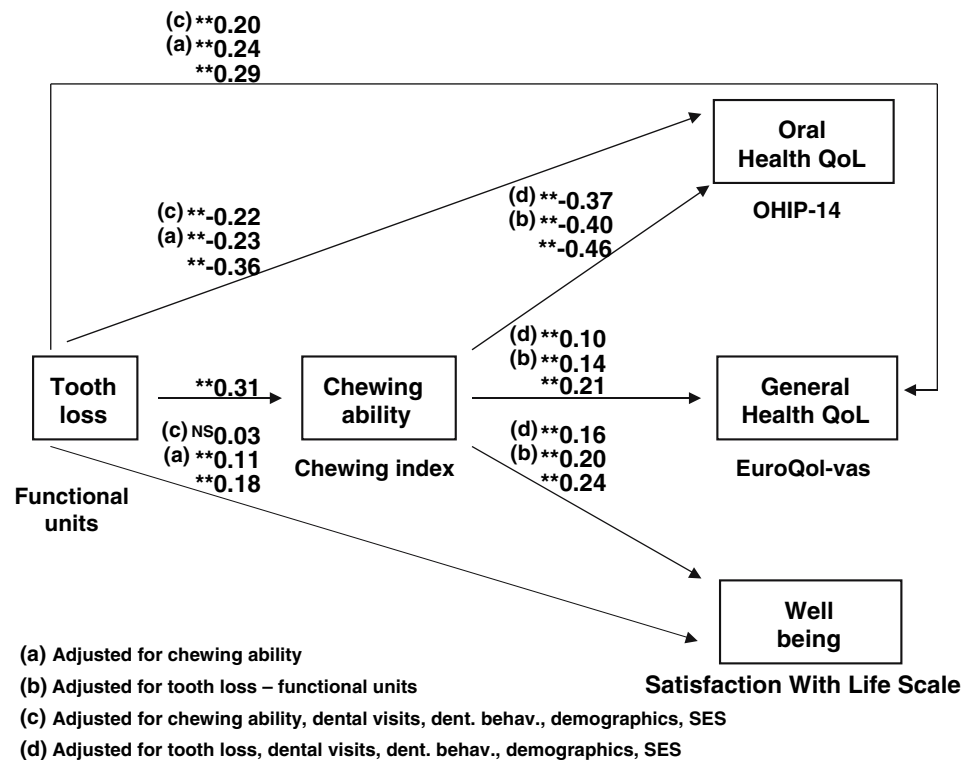 (c) **0.20
(a) **0.24
**0.29
Oral
Health QoL
OHIP-14
(d) **-0.37
(b) **-0.40
**-0.46
(c) **-0.22
(a) **-0.23
**-0.36
Tooth
loss
Functional
units
**0.31
Chewing
ability
Chewing index
(d) **0.10
(b) **0.14
**0.21
General
Health QoL
EuroQol-vas
(c) NS0.03
(a) **0.11
**0.18
(d) **0.16
(b) **0.20
**0.24
Well
being
Satisfaction With Life Scale
(a) Adjusted for chewing ability
(b) Adjusted for tooth loss – functional units
(c) Adjusted for chewing ability, dental visits, dent. behav., demographics, SES
(d) Adjusted for tooth loss, dental visits, dent. behav., demographics, SES